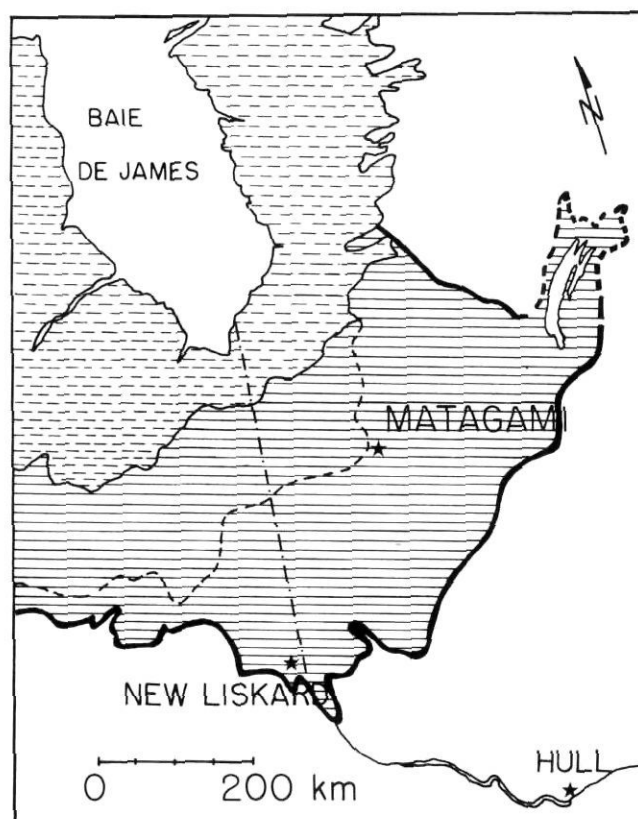 BAIE
DE JAMES
N
MATAGAMI
NEW LISKARD
0 200 km
HULL